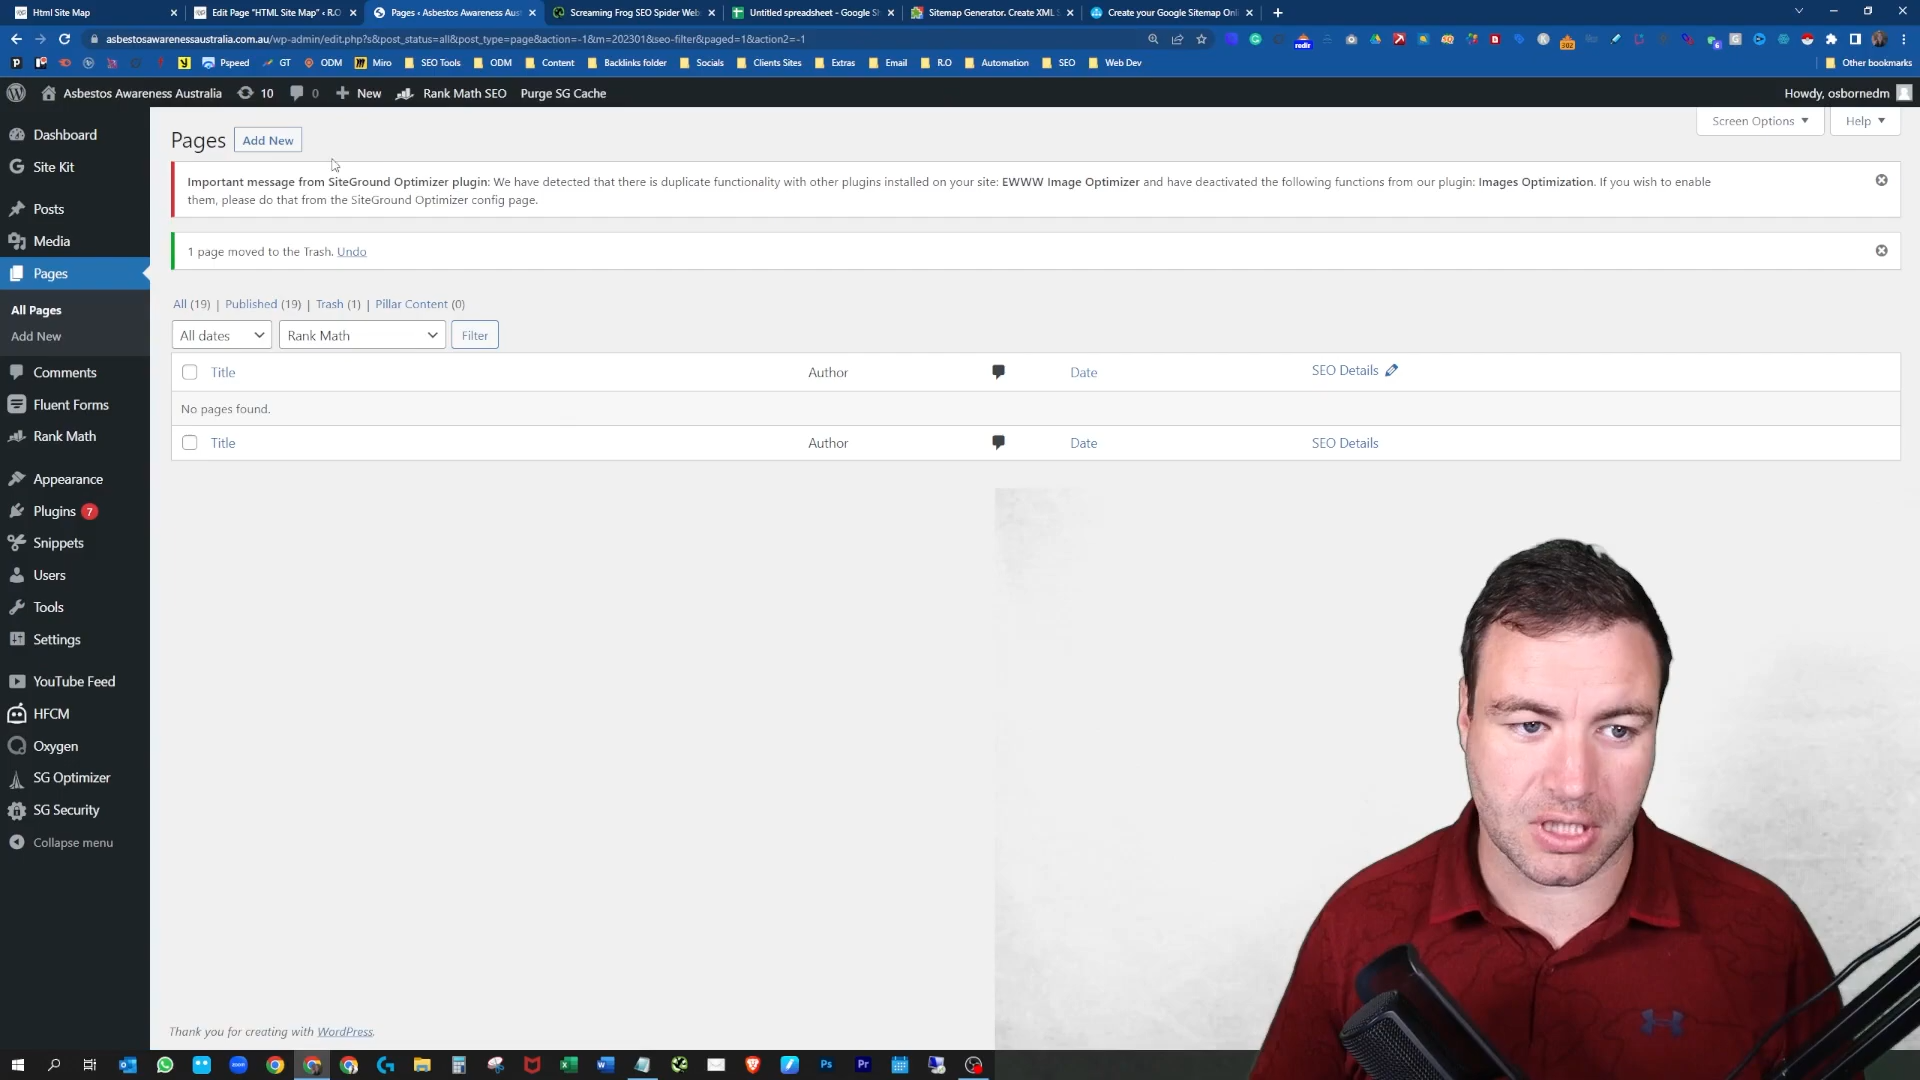 Html Site Map
Edit Page "HTML Site Map" ‹ R.O
Pages ‹ Asbestos Awareness Aus
Screaming Frog SEO Spider Web
Untitled spreadsheet - Google Sh
Sitemap Generator. Create XML S
Create your Google Sitemap Onli
asbestosawarenessaustralia.com.au/wp-admin/edit.php?s&post_status=all&post_type=page&action=-1&m=202301&seo-filter&paged=1&action2=-1
Pspeed
GT
ODM
Miro
SEO Tools
ODM
Content
Backlinks folder
Socials
Clients Sites
Extras
Email
R.O
Automation
SEO
Web Dev
Other bookmarks
Asbestos Awareness Australia
10
0
New
Rank Math SEO
Purge SG Cache
Howdy, osbornedm
Dashboard
Site Kit
Posts
Media
Pages
All Pages
Add New
Comments
Fluent Forms
Rank Math
Appearance
Plugins 7
Snippets
Users
Tools
Settings
YouTube Feed
HFCM
Oxygen
SG Optimizer
SG Security
Collapse menu
Screen Options
Help
Pages
Add New
Important message from SiteGround Optimizer plugin: We have detected that there is duplicate functionality with other plugins installed on your site: EWWW Image Optimizer and have deactivated the following functions from our plugin: Images Optimization. If you wish to enable
them, please do that from the SiteGround Optimizer config page.
1 page moved to the Trash. Undo
All (19) | Published (19) | Trash (1) | Pillar Content (0)
All dates
Rank Math
Filter
Title
Author
Date
SEO Details
No pages found.
Title
Author
Date
SEO Details
Thank you for creating with WordPress.